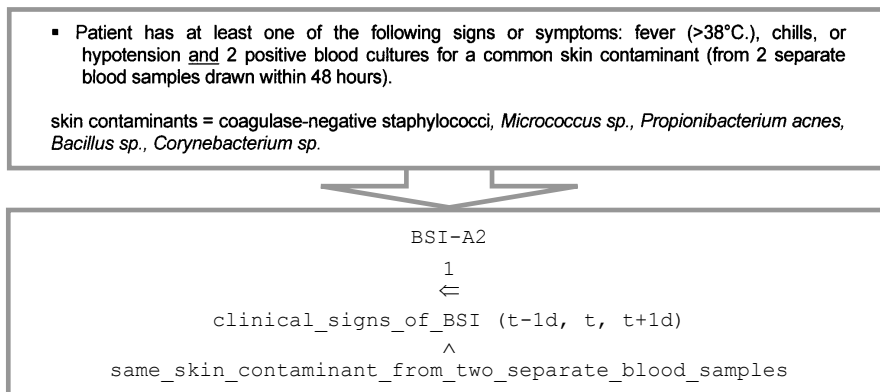 ▪ Patient has at least one of the following signs or symptoms: fever (>38°C.), chills, or
hypotension and 2 positive blood cultures for a common skin contaminant (from 2 separate
blood samples drawn within 48 hours).
skin contaminants = coagulase-negative staphylococci, Micrococcus sp., Propionibacterium acnes,
Bacillus sp., Corynebacterium sp.
BSI-A2
1
⇐
clinical_signs_of_BSI (t-1d, t, t+1d)
∧
same_skin_contaminant_from_two_separate_blood_samples